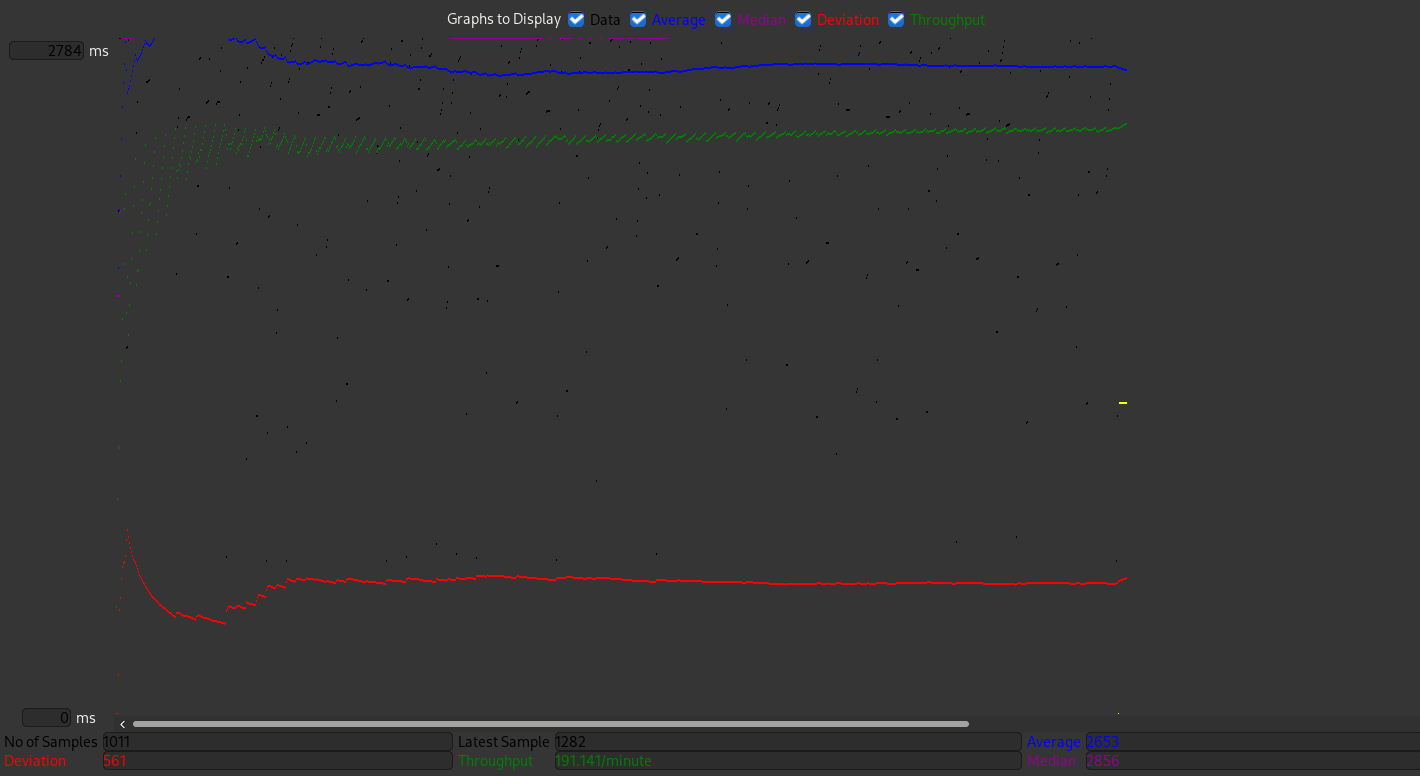 Graphs to Display Data Average Median Deviation Throughput
2784 ms
0 ms
No of Samples 1011 Latest Sample 1282 Average 2653
Deviation 561 Throughput 191.141/minute Median 2856